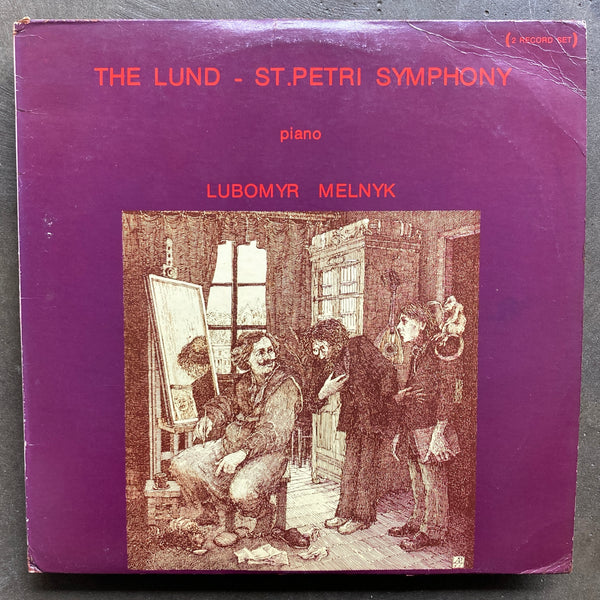 (2 RECORD SET)
THE LUND - ST.PETRI SYMPHONY
piano
LUBOMYR MELNYK